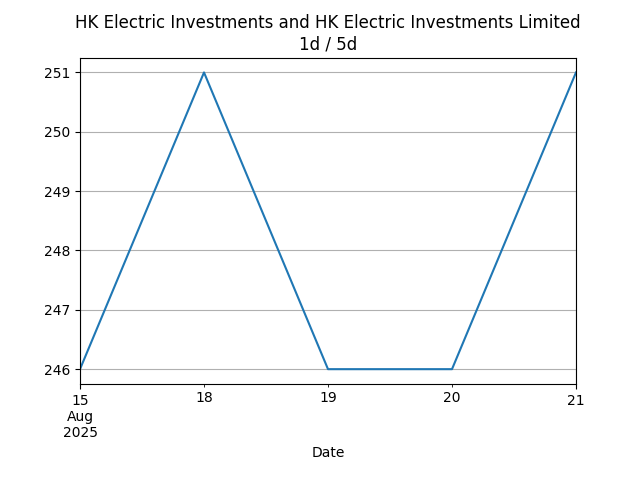 HK Electric Investments and HK Electric Investments Limited
1d / 5d
251
250
249
248
247
246
15 18 19 20 21
Aug
2025
Date